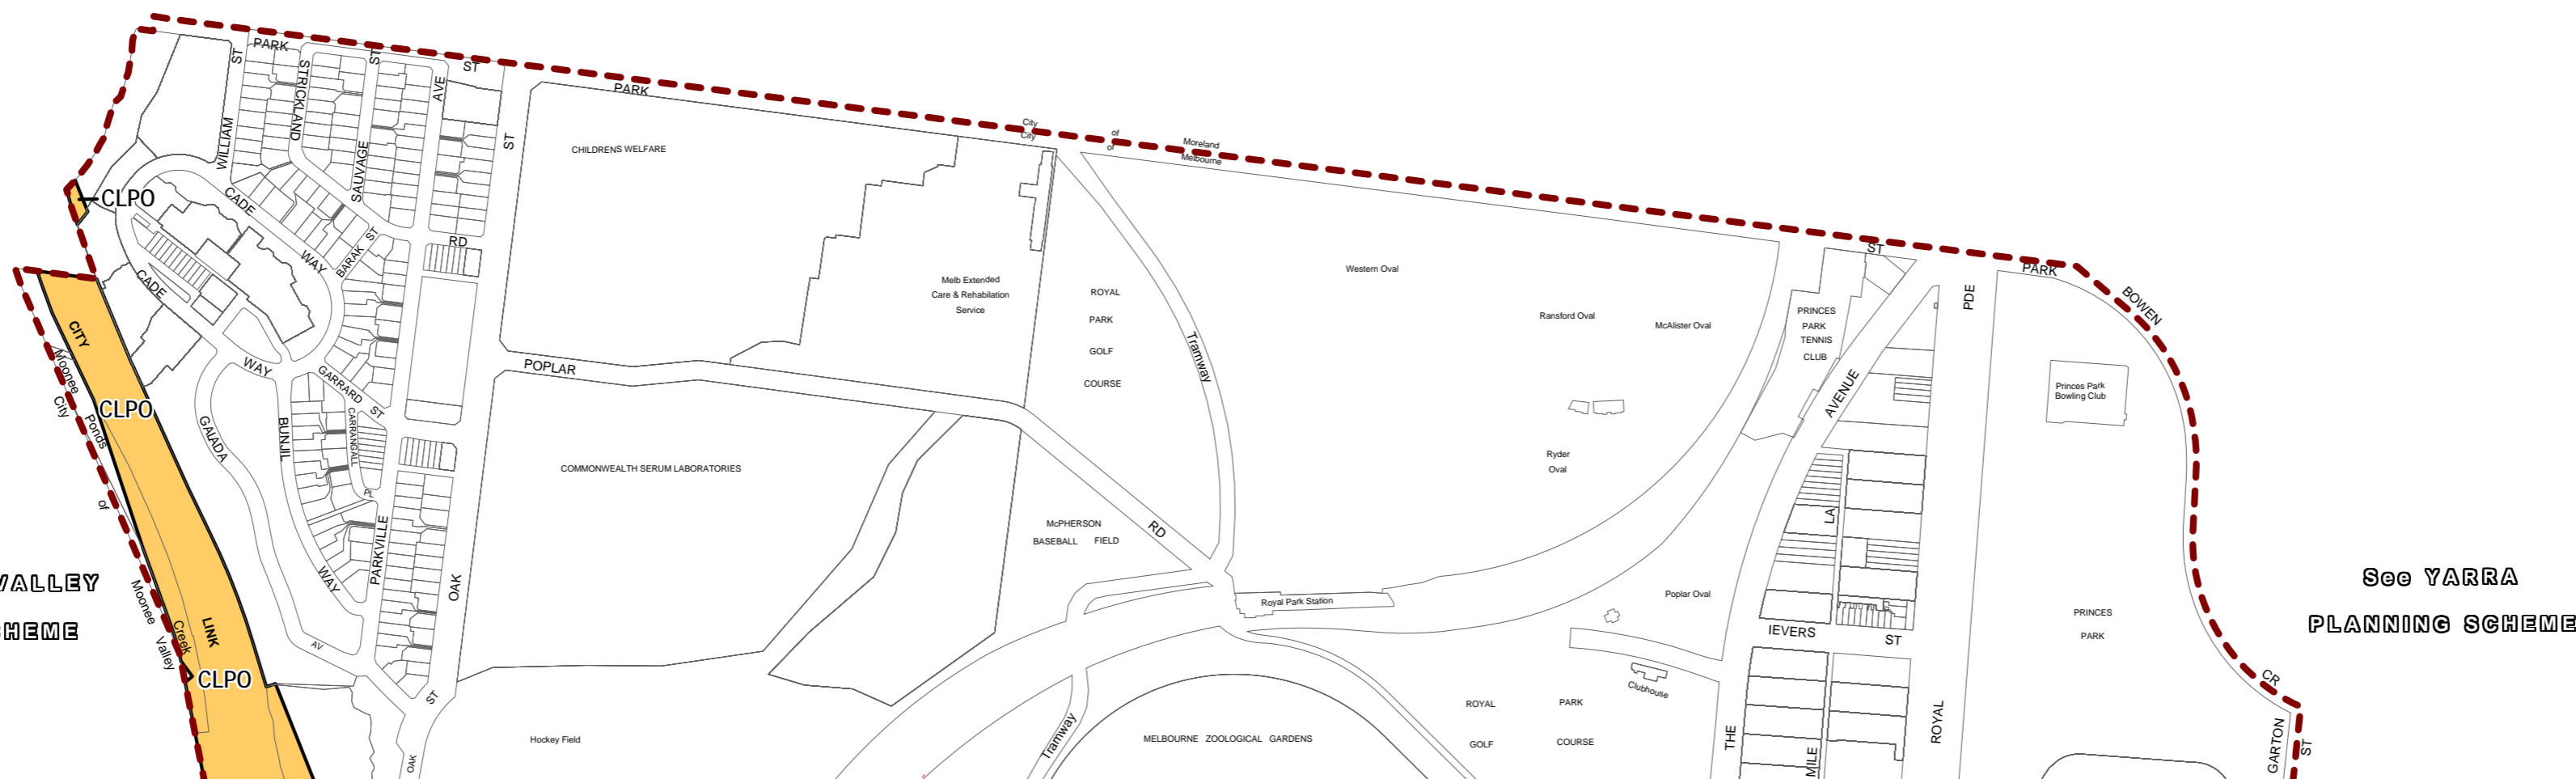 PARK
ST
ST
ST
STRICKLAND
WILLIAM
SAUVAGE
AVE
ST
PARK
CHILDRENS WELFARE
City of Moreland
City of Melbourne
CLPO
CADE
WAY
BARAK ST
RD
CADE
WAY
Melb Extended
Care & Rehabilation
Service
ROYAL
PARK
GOLF
COURSE
Tramway
Western Oval
Ransford Oval
McAlister Oval
PRINCES
PARK
TENNIS
CLUB
AVENUE
ST
PDE
PARK
BOWEN
Princes Park
Bowling Club
CITY
Moonee
City
Ponds
CLPO
of
GAIADA
BUNJIL
GARRARD
ST
CARRANGALL
PL
POPLAR
COMMONWEALTH SERUM LABORATORIES
Ryder
Oval
McPHERSON
BASEBALL FIELD
RD
LA
PARKVILLE
OAK
WAY
VALLEY
HEME
Moonee
Valley
Creek
LINK
AV
CLPO
ST
OAK
Hockey Field
Royal Park Station
Poplar Oval
Clubhouse
IEVERS
ST
PRINCES
PARK
See YARRA
PLANNING SCHEME
Tramway
MELBOURNE ZOOLOGICAL GARDENS
ROYAL PARK
GOLF COURSE
THE
MILE
ROYAL
CR
GARTON
ST